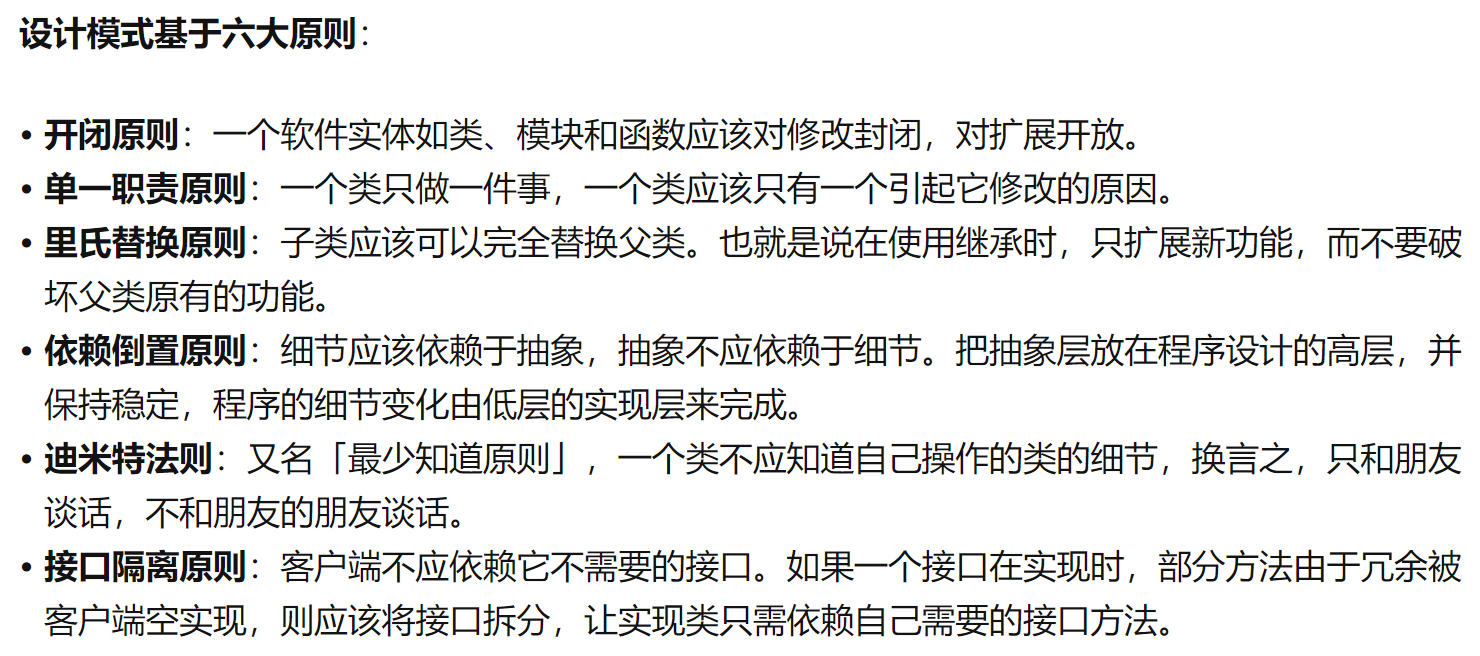 设计模式基于六大原则：
• 开闭原则：一个软件实体如类、模块和函数应该对修改封闭，对扩展开放。
• 单一职责原则：一个类只做一件事，一个类应该只有一个引起它修改的原因。
• 里氏替换原则：子类应该可以完全替换父类。也就是说在使用继承时，只扩展新功能，而不要破
坏父类原有的功能。
• 依赖倒置原则：细节应该依赖于抽象，抽象不应依赖于细节。把抽象层放在程序设计的高层，并
保持稳定，程序的细节变化由低层的实现层来完成。
• 迪米特法则：又名「最少知道原则」，一个类不应知道自己操作的类的细节，换言之，只和朋友
谈话，不和朋友的朋友谈话。
• 接口隔离原则：客户端不应依赖它不需要的接口。如果一个接口在实现时，部分方法由于冗余被
客户端空实现，则应该将接口拆分，让实现类只需依赖自己需要的接口方法。